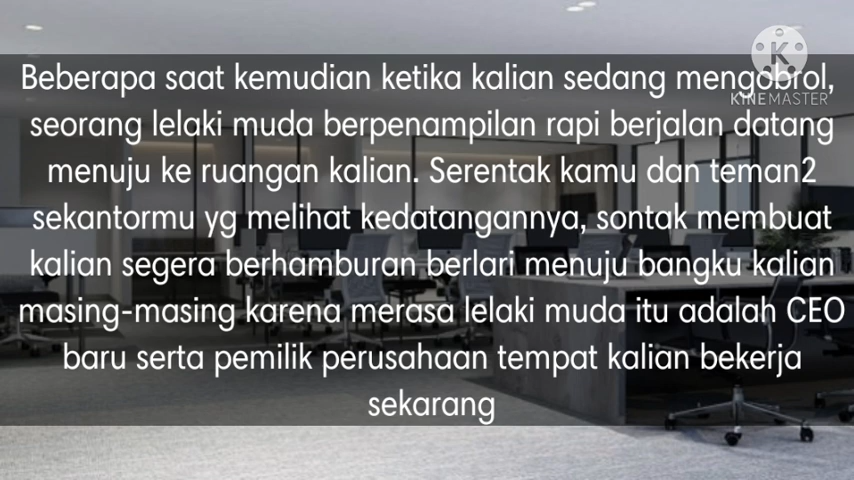 Beberapa saat kemudian ketika kalian sedang mengobrol,
seorang lelaki muda berpenampilan rapi berjalan datang
menuju ke ruangan kalian. Serentak kamu dan teman2
sekantormu yg melihat kedatangannya, sontak membuat
kalian segera berhamburan berlari menuju bangku kalian
masing-masing karena merasa lelaki muda itu adalah CEO
baru serta pemilik perusahaan tempat kalian bekerja
sekarang
K
KINEMASTER